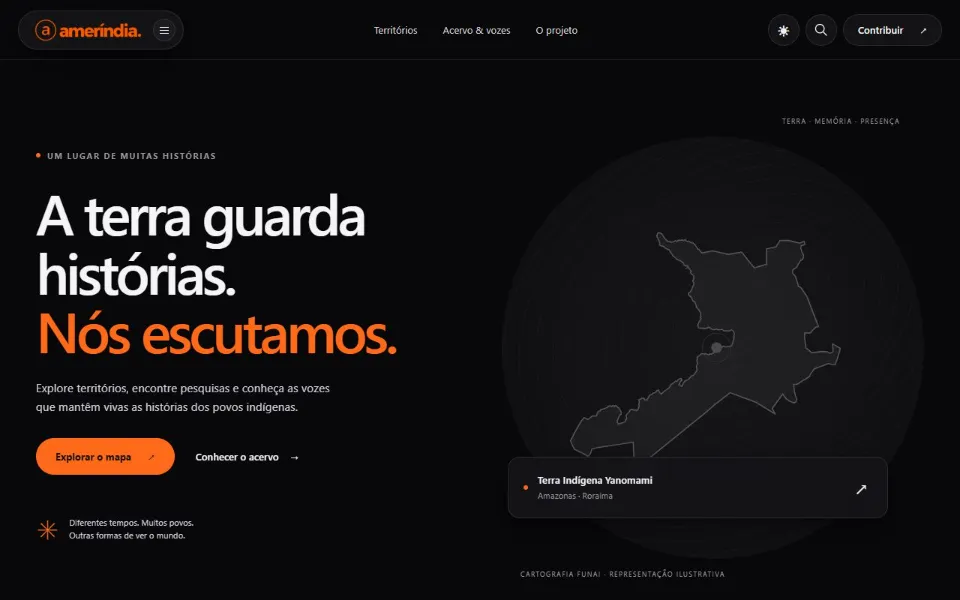 ⓐ ameríndia.
Territórios
Acervo & vozes
O projeto
Contribuir ↗
TERRA · MEMÓRIA · PRESENÇA
UM LUGAR DE MUITAS HISTÓRIAS
A terra guarda
histórias.
Nós escutamos.
Explore territórios, encontre pesquisas e conheça as vozes
que mantêm vivas as histórias dos povos indígenas.
Explorar o mapa ↗
Conhecer o acervo →
Terra Indígena Yanomami
Amazonas · Roraima
Diferentes tempos. Muitos povos.
Outras formas de ver o mundo.
CARTOGRAFIA FUNAI · REPRESENTAÇÃO ILUSTRATIVA